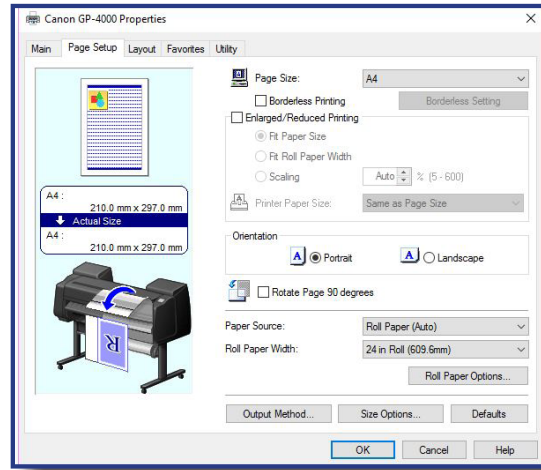 Canon GP-4000 Properties
Main Page Setup Layout Favorites Utility
Page Size: A4
Borderless Printing Borderless Setting
Enlarged/Reduced Printing
Fit Paper Size
Fit Roll Paper Width
Scaling Auto % (5 - 600)
Printer Paper Size: Same as Page Size
A4 :
210.0 mm x 297.0 mm
Actual Size
A4 :
210.0 mm x 297.0 mm
Orientation
A Portrait A Landscape
Rotate Page 90 degrees
R
Paper Source: Roll Paper (Auto)
Roll Paper Width: 24 in Roll (609.6mm)
Roll Paper Options...
Output Method... Size Options... Defaults
OK Cancel Help